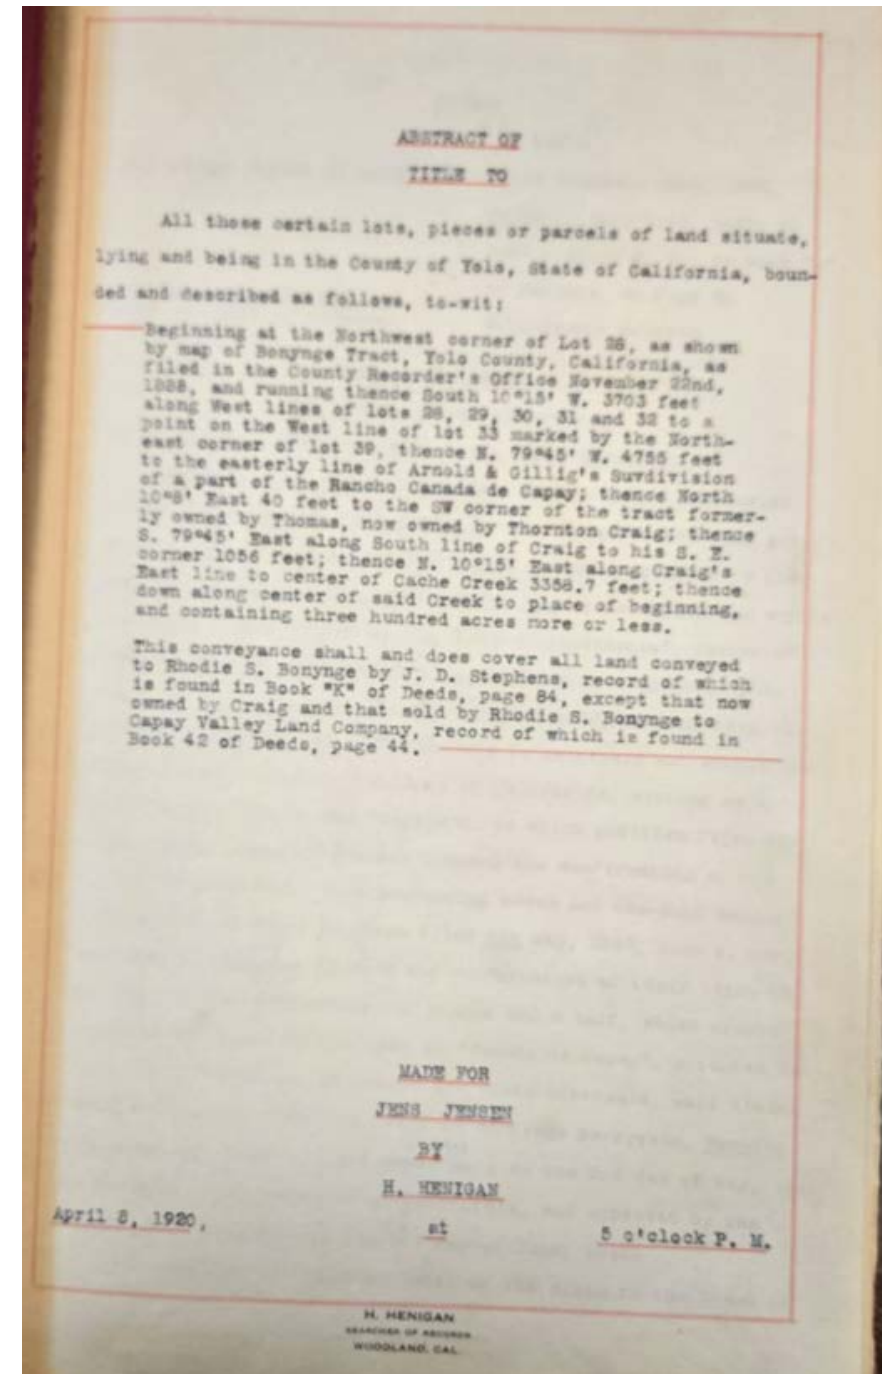 ABSTRACT OF
TITLE TO
All those certain lots, pieces or parcels of land situate,
lying and being in the County of Yolo, State of California, boun-
ded and described as follows, to-wit:
Beginning at the Northwest corner of Lot 28, as shown
by map of Bonynge Tract, Yolo County, California, as
filed in the County Recorder's Office November 22nd,
1888, and running thence South 10°15' W. 3703 feet
along West lines of lots 28, 29, 30, 31 and 32 to a
point on the West line of lot 33 marked by the North-
east corner of lot 39, thence N. 79°45' W. 4755 feet
to the easterly line of Arnold & Gillig's Suvdivision
of a part of the Rancho Canada de Capay; thence North
10°8' East 40 feet to the SW corner of the tract former-
ly owned by Thomas, now owned by Thornton Craig; thence
S. 79°45' East along South line of Craig to his S. E.
corner 1056 feet; thence N. 10°15' East along Craig's
East line to center of Cache Creek 3358.7 feet; thence
down along center of said Creek to place of beginning,
and containing three hundred acres more or less.
This conveyance shall and does cover all land conveyed
to Rhodie S. Bonynge by J. D. Stephens, record of which
is found in Book "K" of Deeds, page 84, except that now
owned by Craig and that sold by Rhodie S. Bonynge to
Capay Valley Land Company, record of which is found in
Book 42 of Deeds, page 44.
MADE FOR
JENS JENSEN
BY
H. HENIGAN
April 8, 1920, at 5 o'clock P. M.
H. HENIGAN
SEARCHER OF RECORDS
WOODLAND, CAL.